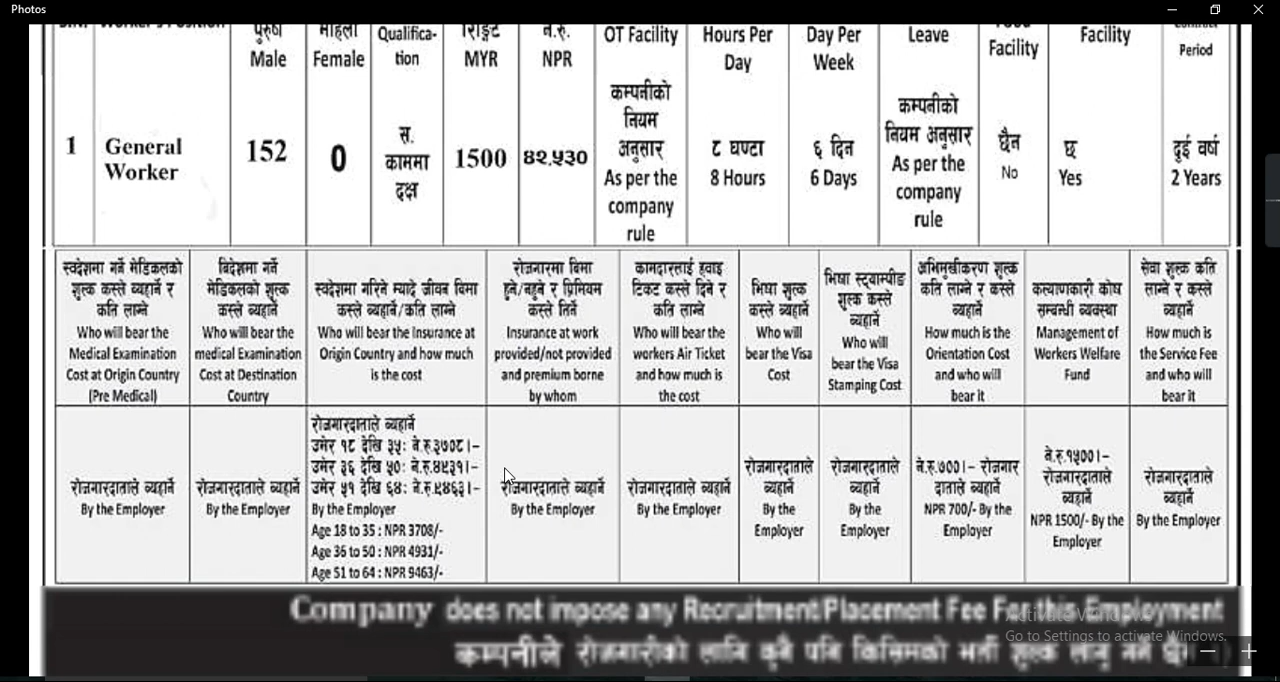 Photos
Worker's Position
पुरुष
Male
महिला
Female
Qualifica-
tion
रिङ्गेट
MYR
ने.रु.
NPR
OT Facility
Hours Per
Day
Day Per
Week
Leave
Food
Facility
Facility
Contract
Period
1
General
Worker
152
0
स.
काममा
दक्ष
1500
४२,५३०
कम्पनीको
नियम
अनुसार
As per the
company
rule
८ घण्टा
8 Hours
६ दिन
6 Days
कम्पनीको
नियम अनुसार
As per the
company
rule
छैन
No
छ
Yes
दुई वर्ष
2 Years
स्वदेशमा गर्ने मेडिकलको
शुल्क कस्ले व्यहार्ने र
कति लाग्ने
Who will bear the
Medical Examination
Cost at Origin Country
(Pre Medical)
बिदेशमा गर्ने
मेडिकलको शुल्क
कस्ले व्यहार्ने
Who will bear the
medical Examination
Cost at Destination
Country
स्वदेशमा गरिने म्यादे जीवन बिमा
कस्ले व्यहार्ने/कति लाग्ने
Who will bear the Insurance at
Origin Country and how much
is the cost
रोजगारमा बिमा
हुने/नहुने र प्रिमियम
कस्ले तिर्ने
Insurance at work
provided/not provided
and premium borne
by whom
कामदारलाई हवाइ
टिकट कस्ले दिने र
कति लाग्ने
Who will bear the
workers Air Ticket
and how much is
the cost
भिषा शुल्क
कस्ले व्यहार्ने
Who will
bear the Visa
Cost
भिषा स्ट्याम्पीङ
शुल्क कस्ले
व्यहार्ने
Who will
bear the Visa
Stamping Cost
अभिमुखीकरण शुल्क
कति लाग्ने र कस्ले
व्यहार्ने
How much is the
Orientation Cost
and who will
bear it
कल्याणकारी कोष
सम्बन्धी व्यवस्था
Management of
Workers Welfare
Fund
सेवा शुल्क कति
लाग्ने र कस्ले
व्यहार्ने
How much is
the Service Fee
and who will
bear it
रोजगारदाताले व्यहार्ने
By the Employer
रोजगारदाताले व्यहार्ने
By the Employer
रोजगारदाताले व्यहार्ने
उमेर १८ देखि ३५: ने.रु.३७०८।–
उमेर ३६ देखि ५०: ने.रु.४९३१।–
उमेर ५१ देखि ६४: ने.रु.९४६३।–
By the Employer
Age 18 to 35 : NPR 3708/-
Age 36 to 50 : NPR 4931/-
Age 51 to 64 : NPR 9463/-
रोजगारदाताले व्यहार्ने
By the Employer
रोजगारदाताले व्यहार्ने
By the Employer
रोजगारदाताले
व्यहार्ने
By the
Employer
रोजगारदाताले
व्यहार्ने
By the
Employer
ने.रु.७००।– रोजगार
दाताले व्यहार्ने
NPR 700/- By the
Employer
ने.रु.१५००।–
रोजगारदाताले
व्यहार्ने
NPR 1500/- By the
Employer
रोजगारदाताले
व्यहार्ने
By the Employer
Company does not impose any Recruitment/Placement Fee For this Employment
कम्पनीले रोजगारीको लागि कुनै पनि किसिमको भर्ती शुल्क लागु गर्ने
Activate Windows
Go to Settings to activate Windows.